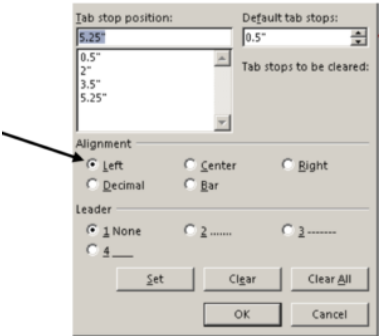 Tab stop position: Default tab stops:
5.25" 0.5"
0.5" Tab stops to be cleared:
2"
3.5"
5.25"
Alignment
Left Center Right
Decimal Bar
Leader
1 None 2 ....... 3 -------
4 ___
Set Clear Clear All
OK Cancel